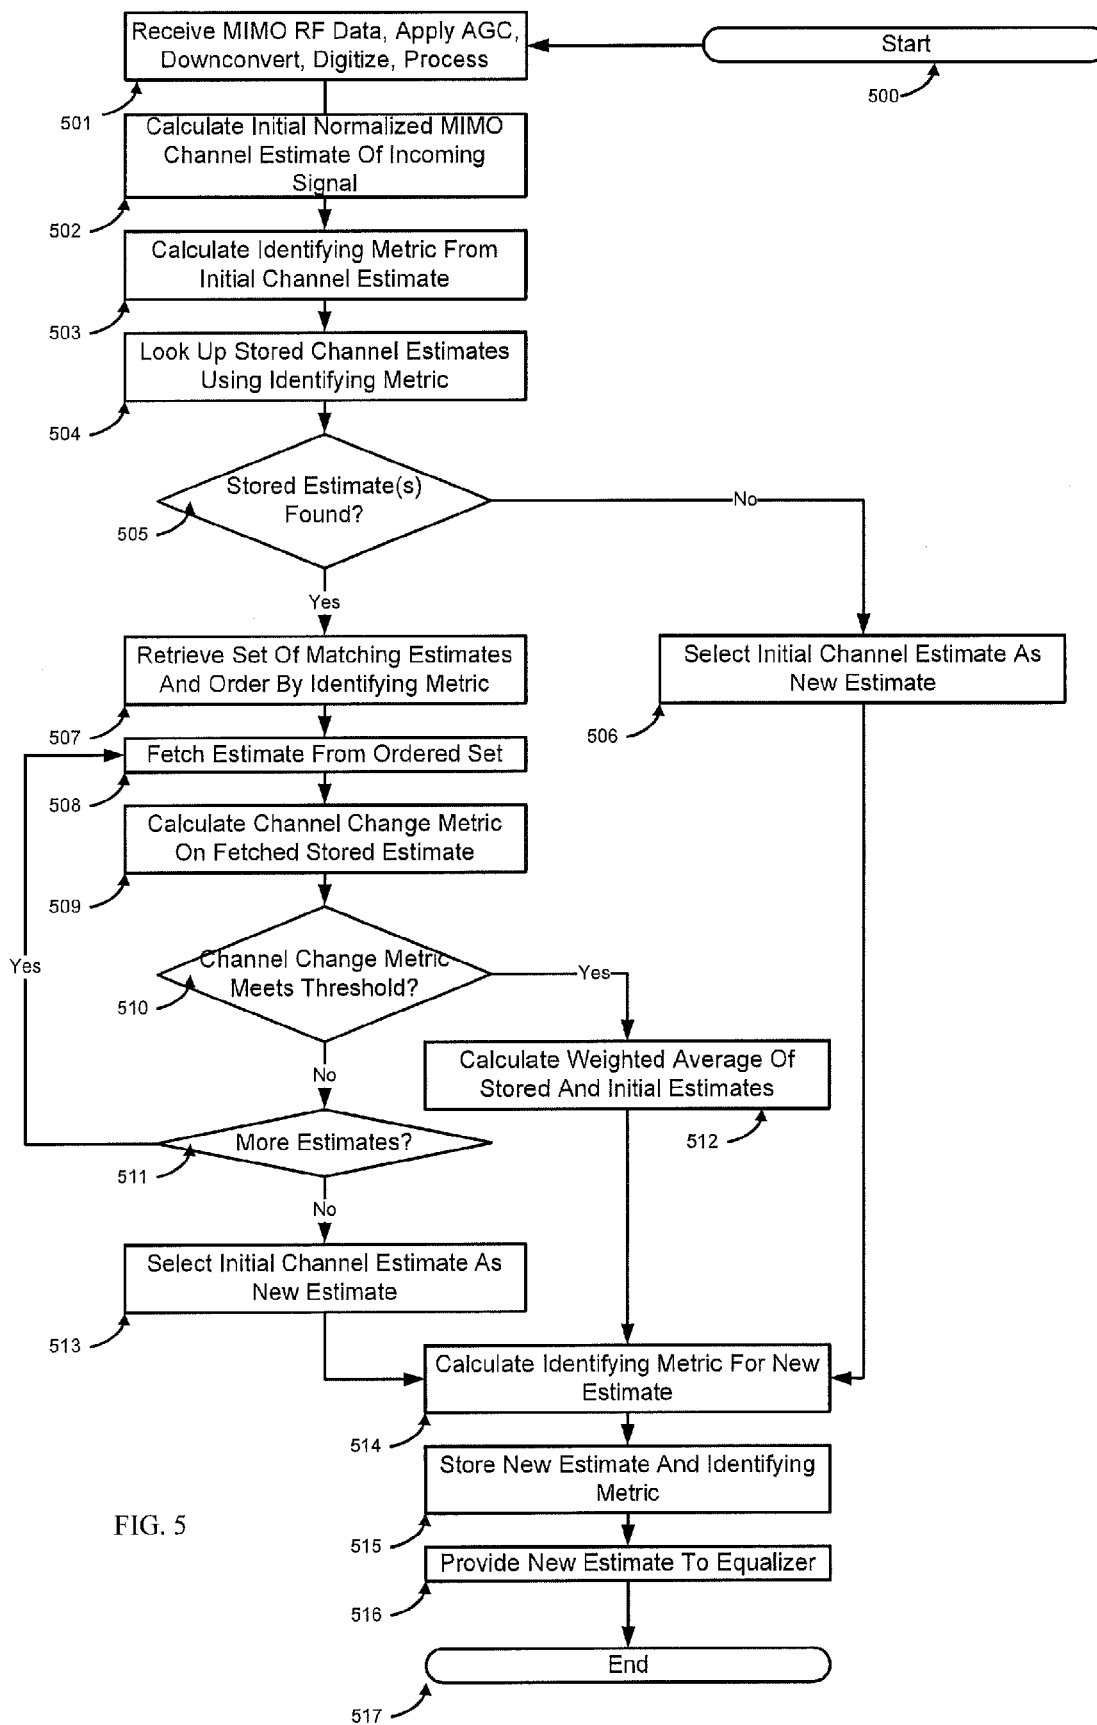 Receive MIMO RF Data, Apply AGC,
Downconvert, Digitize, Process
Start
500
501
Calculate Initial Normalized MIMO
Channel Estimate Of Incoming
Signal
502
Calculate Identifying Metric From
Initial Channel Estimate
503
Look Up Stored Channel Estimates
Using Identifying Metric
504
Stored Estimate(s)
Found?
No
505
Yes
Retrieve Set Of Matching Estimates
And Order By Identifying Metric
Select Initial Channel Estimate As
New Estimate
507
506
Fetch Estimate From Ordered Set
508
Calculate Channel Change Metric
On Fetched Stored Estimate
509
Yes
Channel Change Metric
Meets Threshold?
Yes
510
No
Calculate Weighted Average Of
Stored And Initial Estimates
512
More Estimates?
511
No
Select Initial Channel Estimate As
New Estimate
513
Calculate Identifying Metric For New
Estimate
514
Store New Estimate And Identifying
Metric
FIG. 5
515
Provide New Estimate To Equalizer
516
End
517